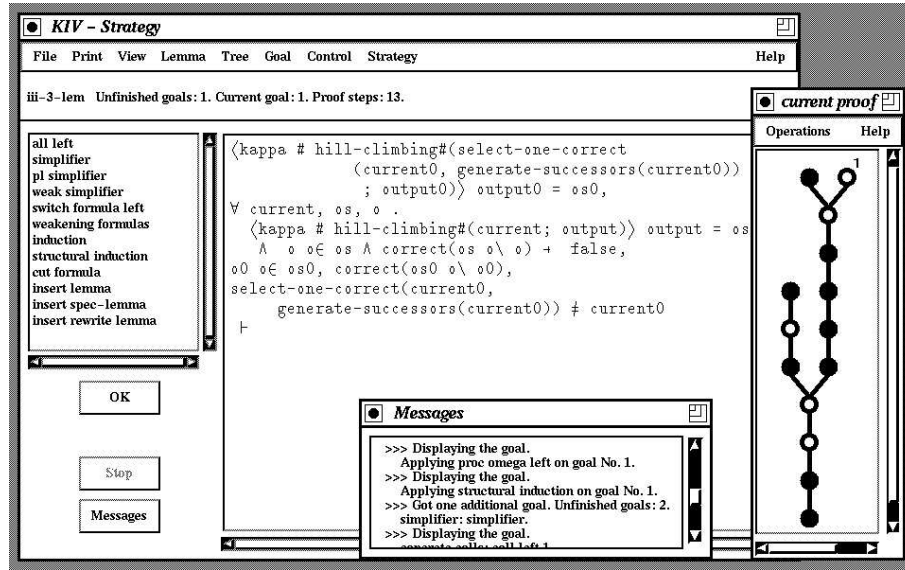 KIV – Strategy
File Print View Lemma Tree Goal Control Strategy Help
iii–3–lem Unfinished goals: 1. Current goal: 1. Proof steps: 13.
all left
simplifier
pl simplifier
weak simplifier
switch formula left
weakening formulas
induction
structural induction
cut formula
insert lemma
insert spec–lemma
insert rewrite lemma
OK
Stop
Messages
⟨kappa # hill-climbing#(select-one-correct
(current0, generate-successors(current0))
; output0)⟩ output0 = os0,
∀ current, os, o .
⟨kappa # hill-climbing#(current; output)⟩ output = os
∧ o o∈ os ∧ correct(os o\ o) → false,
o0 o∈ os0, correct(os0 o\ o0),
select-one-correct(current0,
generate-successors(current0)) ≠ current0
⊢
Messages
>>> Displaying the goal.
Applying proc omega left on goal No. 1.
>>> Displaying the goal.
Applying structural induction on goal No. 1.
>>> Got one additional goal. Unfinished goals: 2.
simplifier: simplifier.
>>> Displaying the goal.
current proof
Operations Help
1